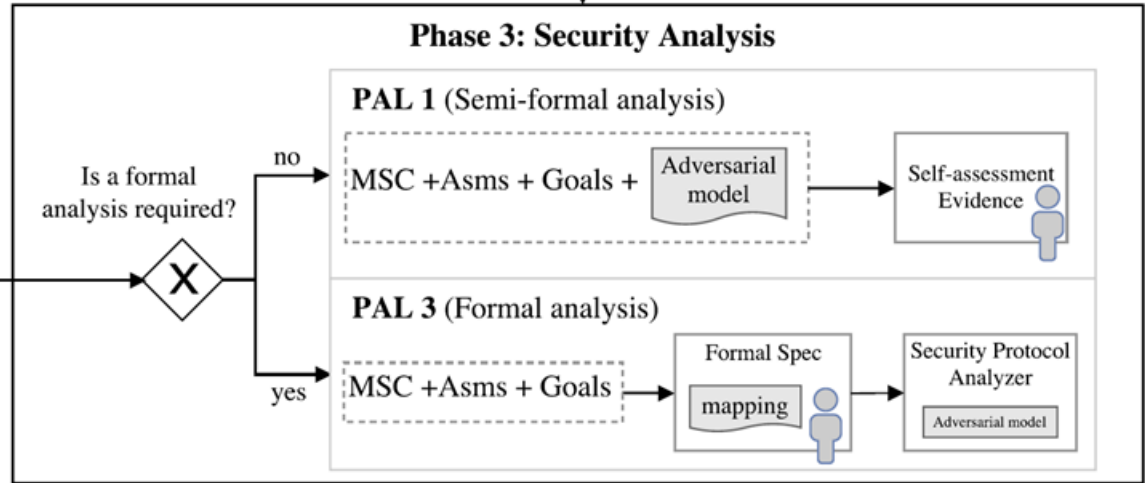 Phase 3: Security Analysis
PAL 1 (Semi-formal analysis)
Is a formal
analysis required?
no
MSC +Asms + Goals +
Adversarial
model
Self-assessment
Evidence
X
PAL 3 (Formal analysis)
yes
MSC +Asms + Goals
Formal Spec
mapping
Security Protocol
Analyzer
Adversarial model